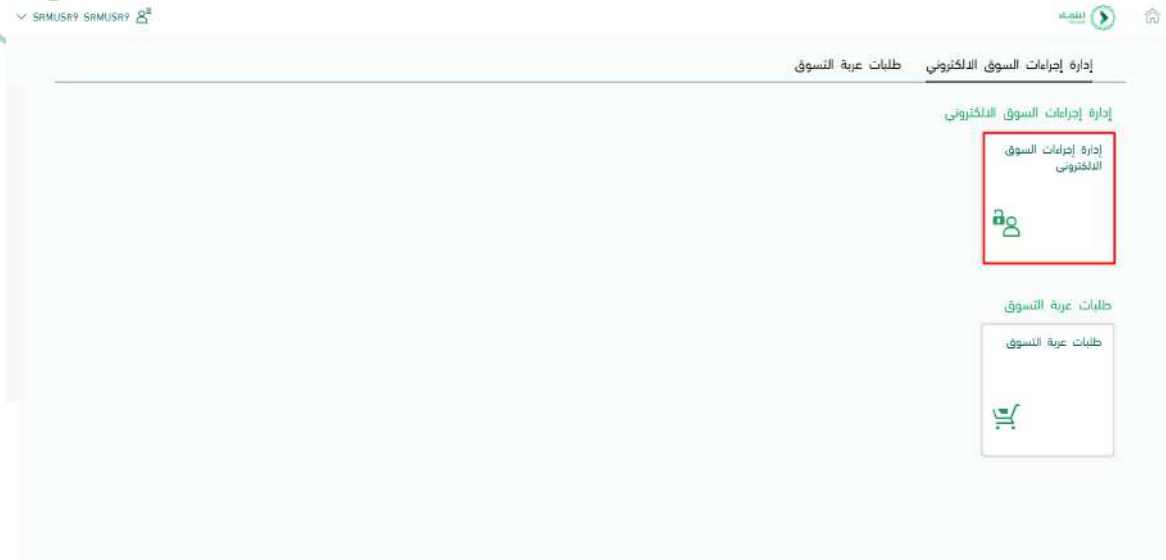 SRMUSR9 SRMUSR9
اعتماد
إدارة إجراءات السوق الالكتروني
طلبات عربة التسوق
إدارة إجراءات السوق الالكتروني
إدارة إجراءات السوق
الالكتروني
طلبات عربة التسوق
طلبات عربة التسوق